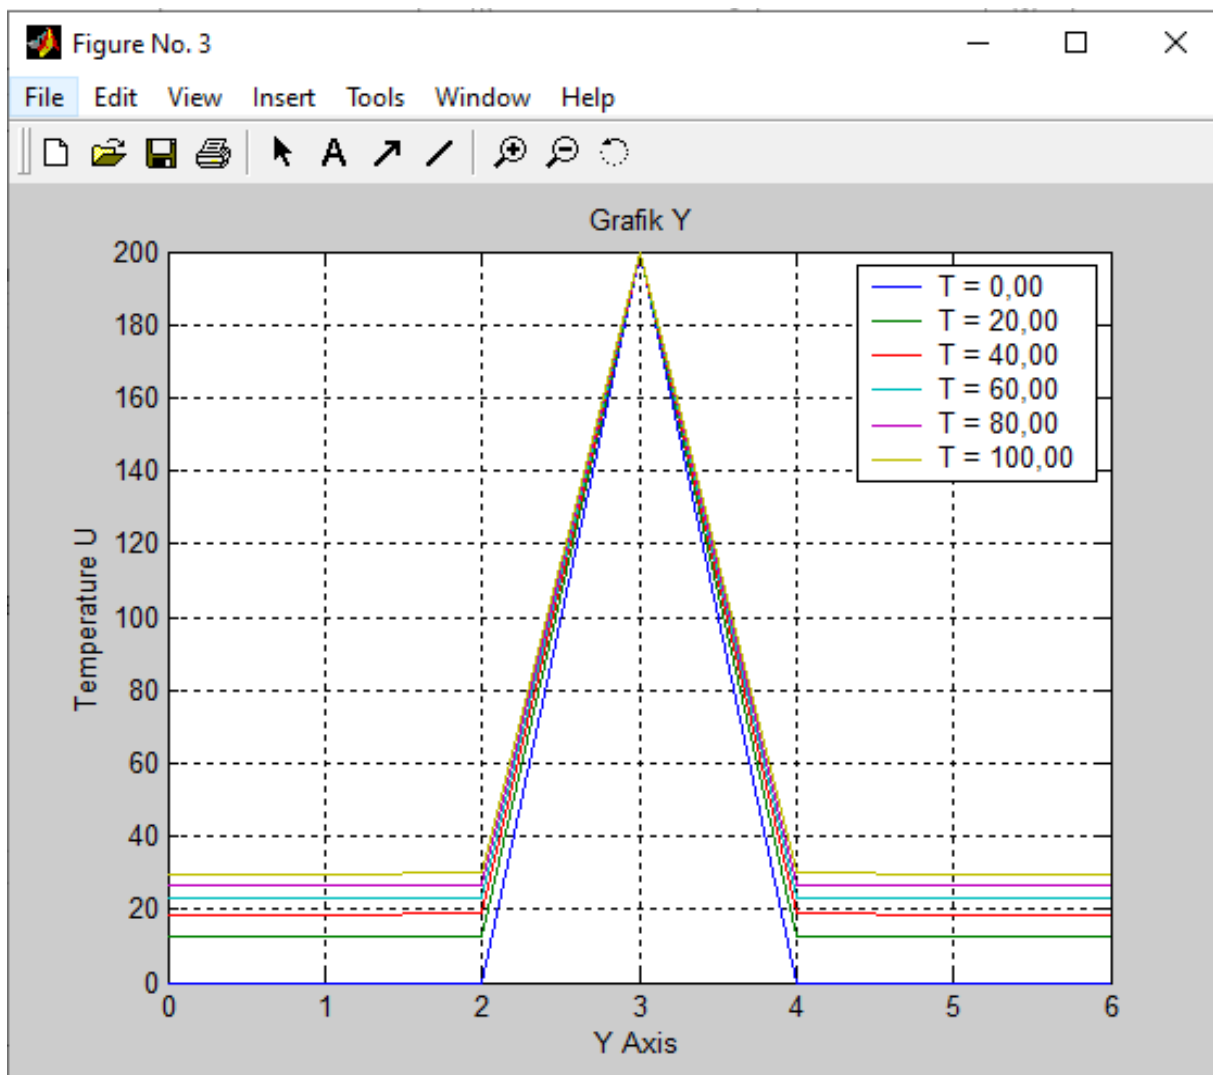 Figure No. 3
File Edit View Insert Tools Window Help
A
Grafik Y
200
180
160
140
120
100
80
60
40
20
0
Temperature U
T = 0,00
T = 20,00
T = 40,00
T = 60,00
T = 80,00
T = 100,00
0 1 2 3 4 5 6
Y Axis